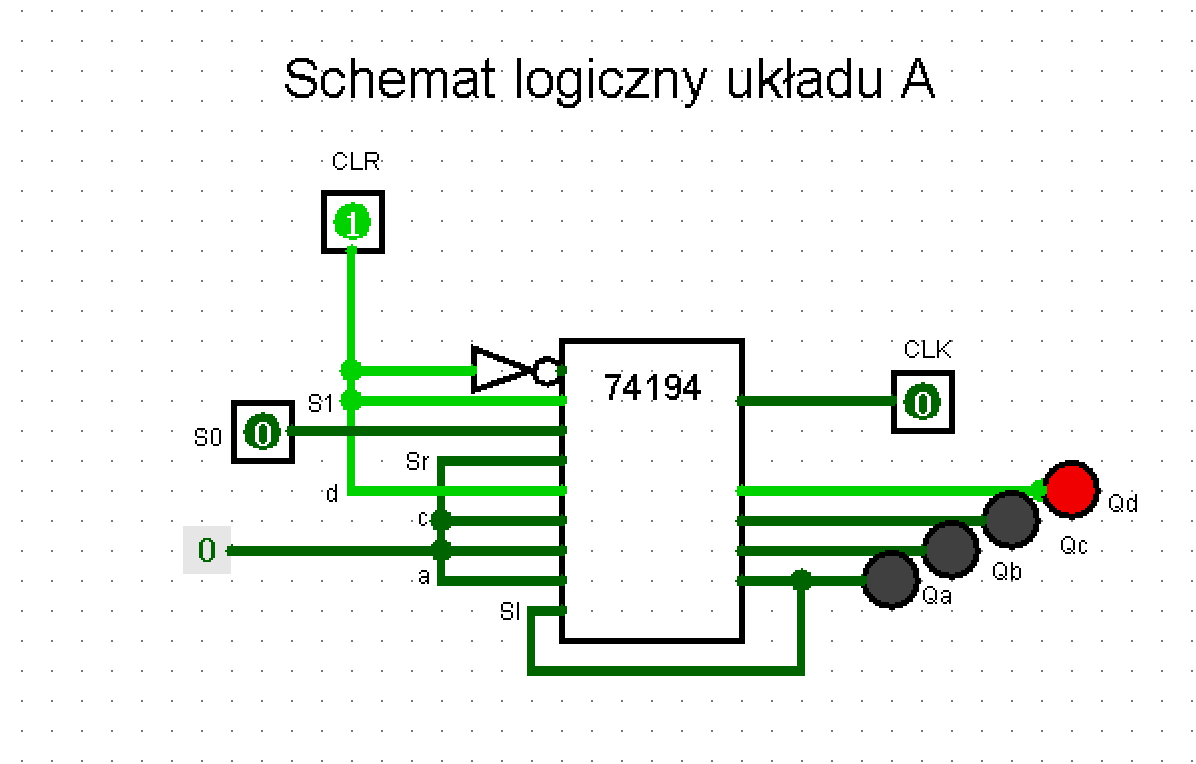 Schemat logiczny układu A
CLR
1
CLK
74194
0
S1
S0
0
Sr
d
Qd
c
Qc
0
Qb
a
Qa
Sl